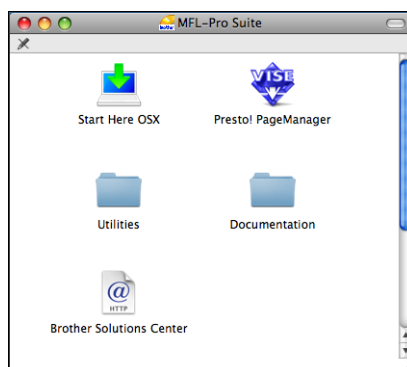 MFL-Pro Suite
Start Here OSX
Presto! PageManager
VISE
Utilities
Documentation
@
HTTP
Brother Solutions Center